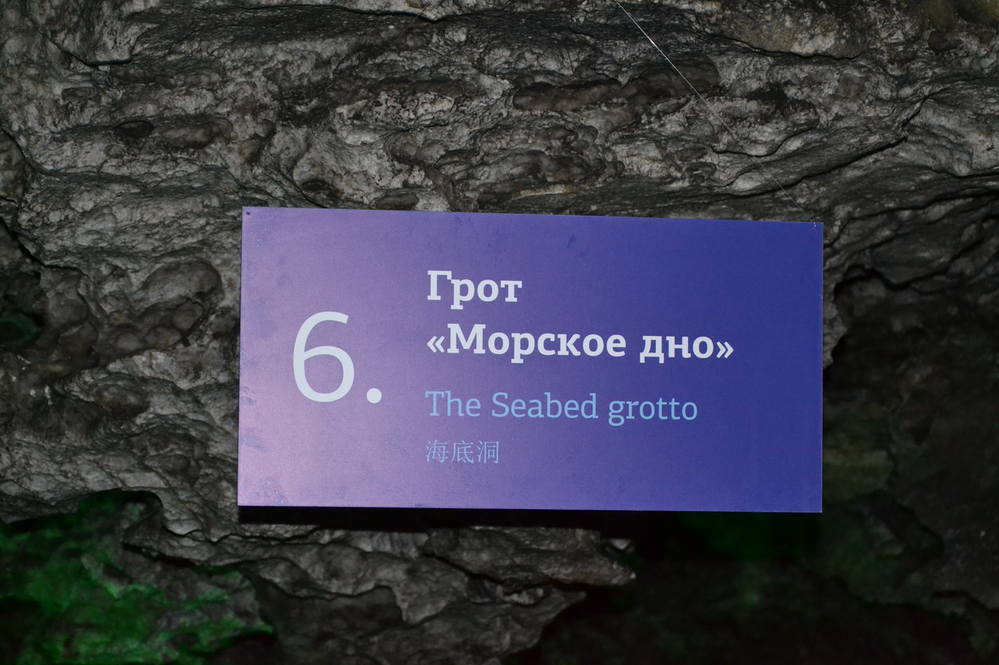 6.
Грот
«Морское дно»
The Seabed grotto
海底洞